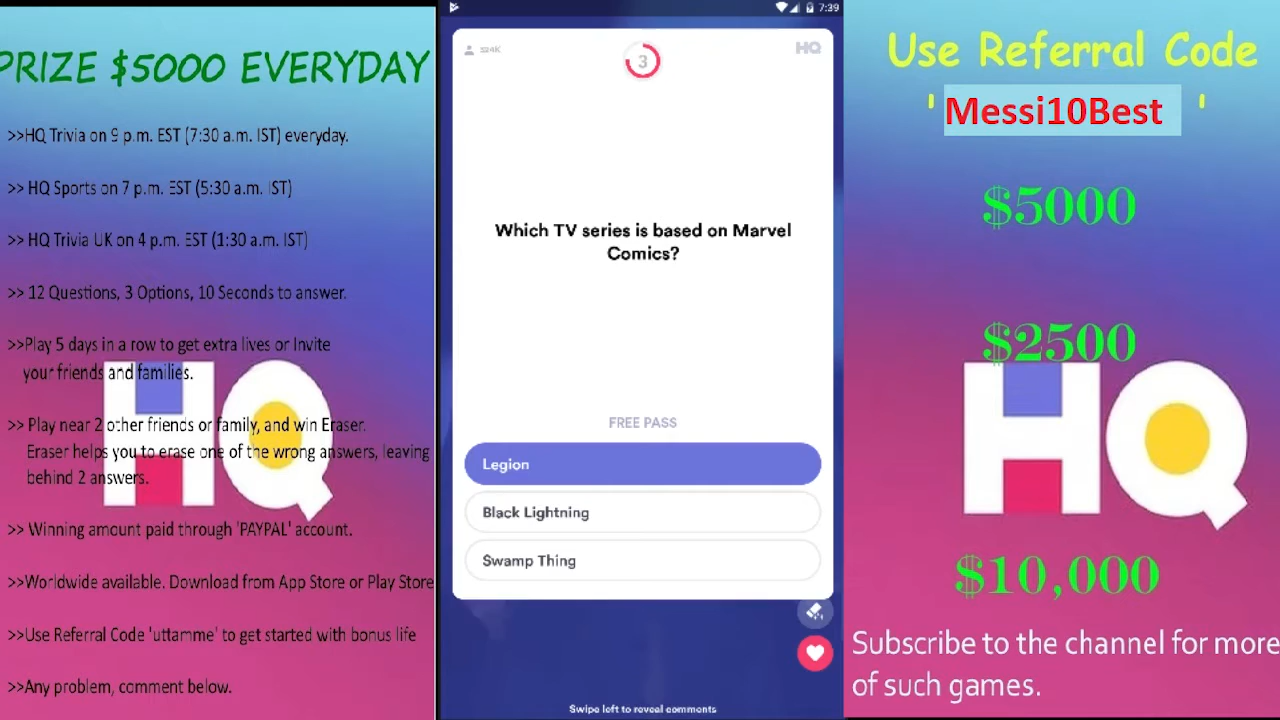 PRIZE $5000 EVERYDAY
>>HQ Trivia on 9 p.m. EST (7:30 a.m. IST) everyday.
>> HQ Sports on 7 p.m. EST (5:30 a.m. IST)
>> HQ Trivia UK on 4 p.m. EST (1:30 a.m. IST)
>> 12 Questions, 3 Options, 10 Seconds to answer.
>>Play 5 days in a row to get extra lives or Invite
your friends and families.
>> Play near 2 other friends or family, and win Eraser.
Eraser helps you to erase one of the wrong answers, leaving
behind 2 answers.
>> Winning amount paid through 'PAYPAL' account.
>>Worldwide available. Download from App Store or Play Store
>>Use Referral Code 'uttamme' to get started with bonus life
>>Any problem, comment below.
HQ
7:39
HQ
3
Which TV series is based on Marvel
Comics?
FREE PASS
Legion
Black Lightning
Swamp Thing
Swipe left to reveal comments
Use Referral Code
' Messi10Best '
$5000
$2500
HQ
$10,000
Subscribe to the channel for more
of such games.